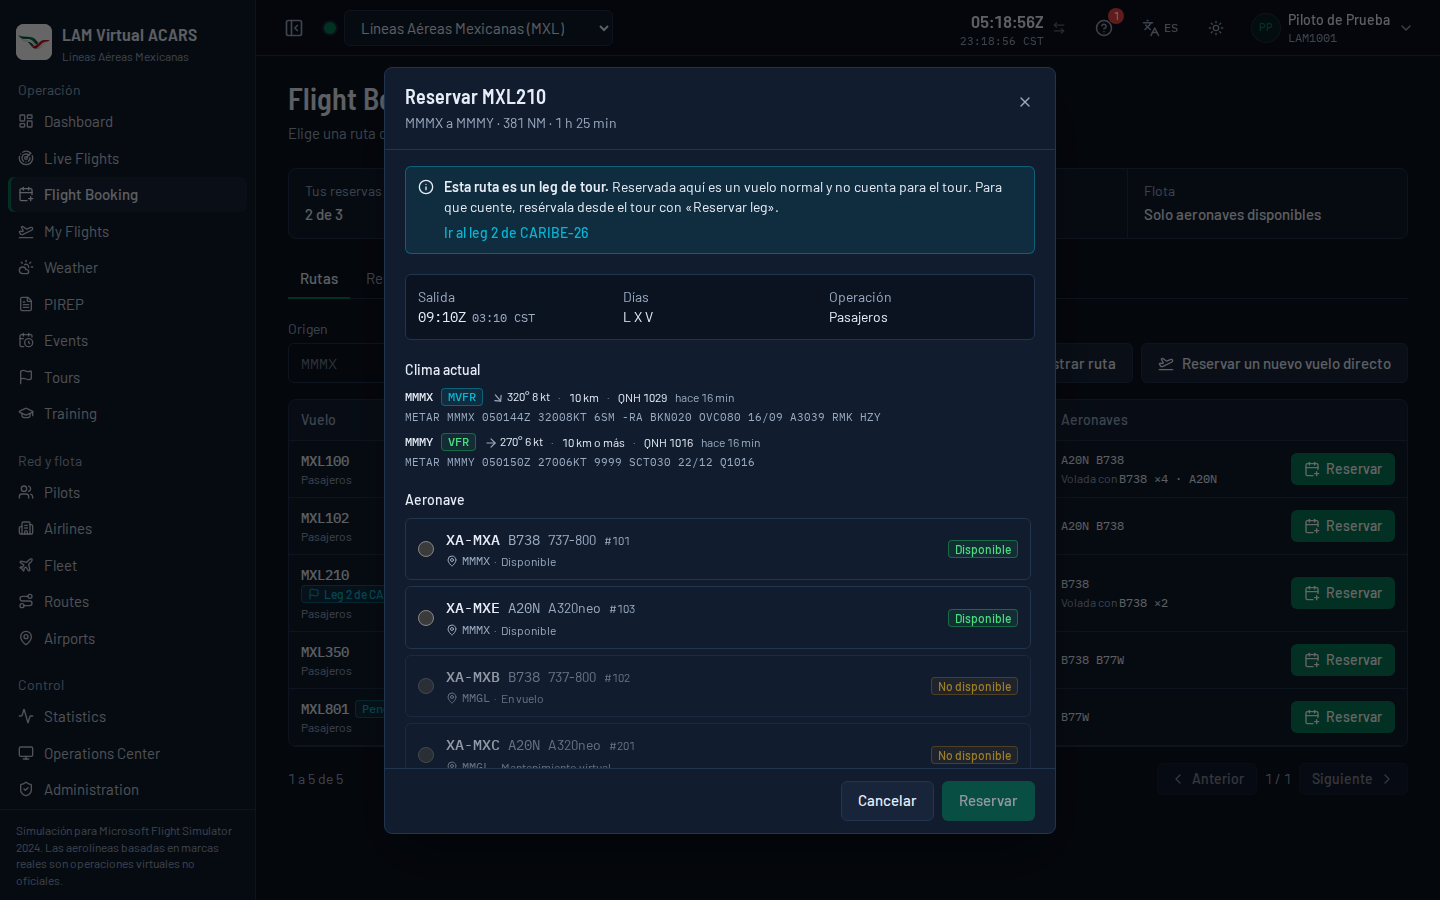 LAM Virtual ACARS
Líneas Aéreas Mexicanas
Operación
Dashboard
Live Flights
Flight Booking
My Flights
Weather
PIREP
Events
Tours
Training
Red y flota
Pilots
Airlines
Fleet
Routes
Airports
Control
Statistics
Operations Center
Administration
Simulación para Microsoft Flight Simulator
2024. Las aerolíneas basadas en marcas
reales son operaciones virtuales no
oficiales.
Líneas Aéreas Mexicanas (MXL)
05:18:56Z
23:18:56 CST
1
ES
PP
Piloto de Prueba
LAM1001
Flight Bo
Elige una ruta
Tus reservas
2 de 3
Flota
Solo aeronaves disponibles
Rutas
Re
Origen
MMMX
strar ruta
Reservar un nuevo vuelo directo
Vuelo
Aeronaves
MXL100
Pasajeros
A20N B738
Volada con B738 ×4 · A20N
Reservar
MXL102
Pasajeros
A20N B738
Reservar
MXL210
Leg 2 de CA
Pasajeros
B738
Volada con B738 ×2
Reservar
MXL350
Pasajeros
B738 B77W
Reservar
MXL801 Pen
Pasajeros
B77W
Reservar
1 a 5 de 5
Anterior
1 / 1
Siguiente
Reservar MXL210
MMMX a MMMY · 381 NM · 1 h 25 min
Esta ruta es un leg de tour. Reservada aquí es un vuelo normal y no cuenta para el tour. Para
que cuente, resérvala desde el tour con «Reservar leg».
Ir al leg 2 de CARIBE-26
Salida
Días
Operación
09:10Z 03:10 CST
L X V
Pasajeros
Clima actual
MMMX MVFR 320° 8 kt · 10 km · QNH 1029 hace 16 min
METAR MMMX 050144Z 32008KT 6SM -RA BKN020 OVC080 16/09 A3039 RMK HZY
MMMY VFR 270° 6 kt · 10 km o más · QNH 1016 hace 16 min
METAR MMMY 050150Z 27006KT 9999 SCT030 22/12 Q1016
Aeronave
XA-MXA B738 737-800 #101
MMMX · Disponible
Disponible
XA-MXE A20N A320neo #103
MMMX · Disponible
Disponible
XA-MXB B738 737-800 #102
MMGL · En vuelo
No disponible
XA-MXC A20N A320neo #201
MMGL · Mantenimiento virtual
No disponible
Cancelar
Reservar